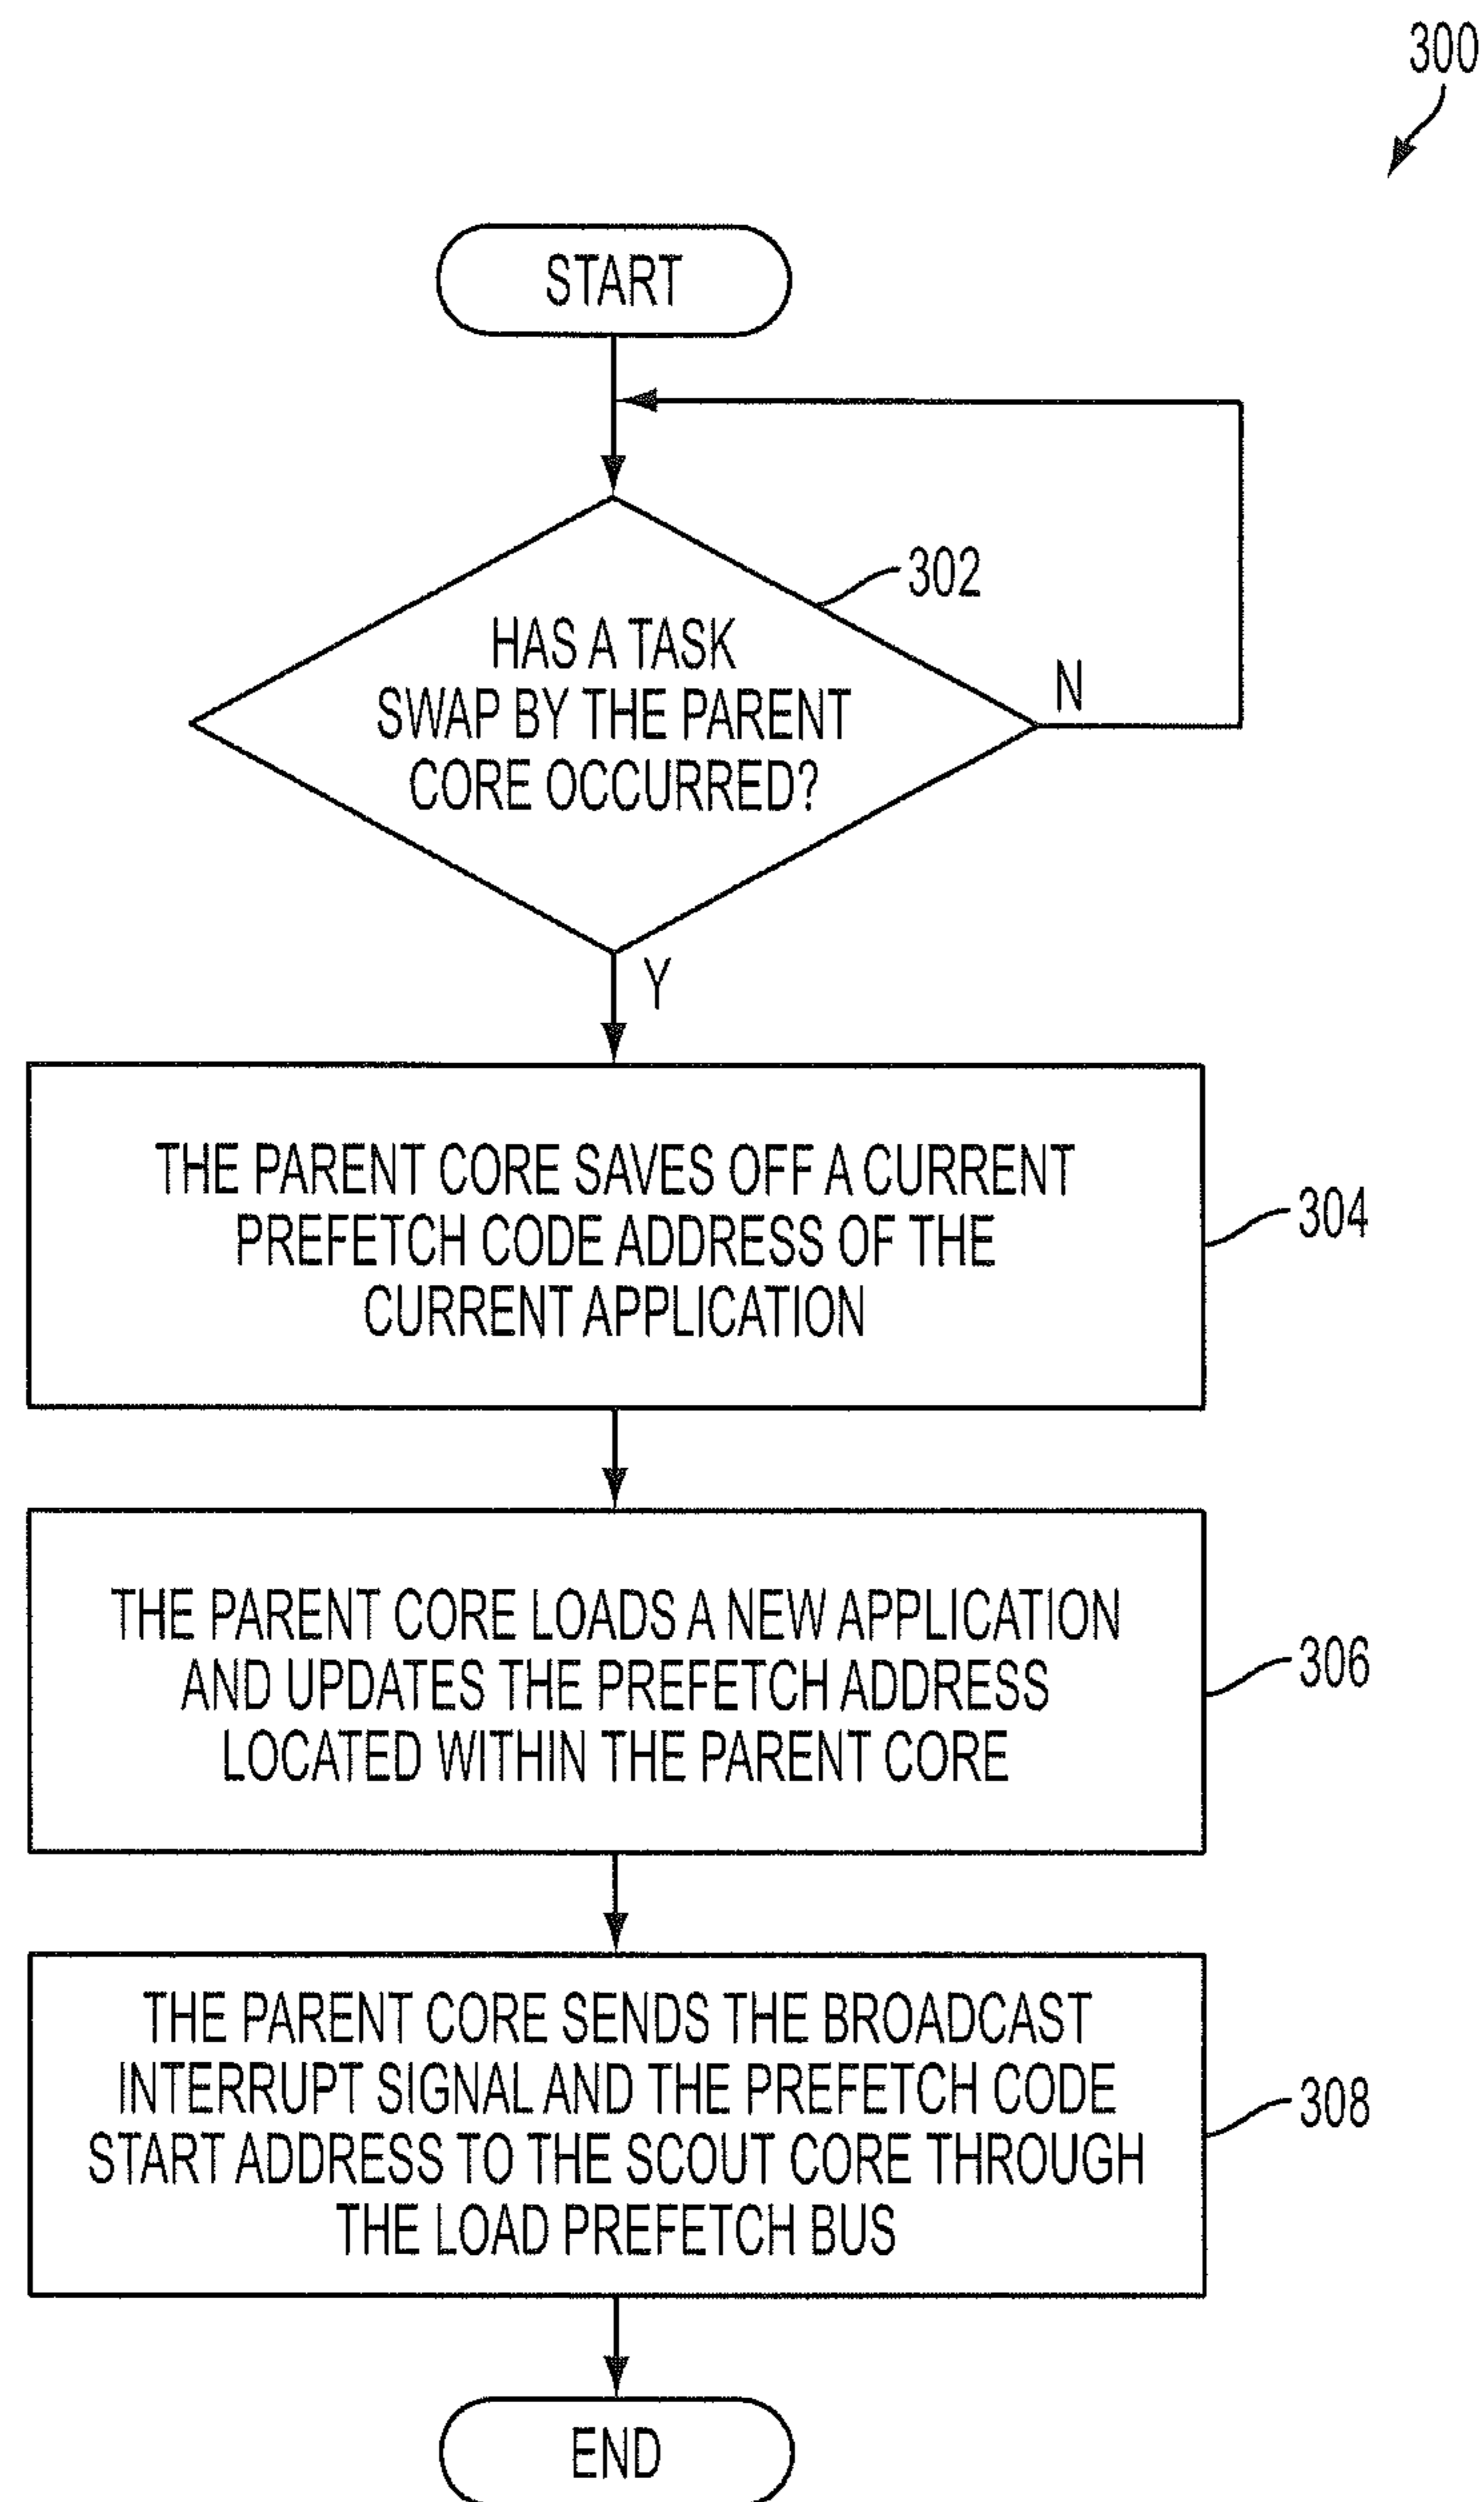 300
START
302
HAS A TASK
SWAP BY THE PARENT
CORE OCCURRED?
N
Y
THE PARENT CORE SAVES OFF A CURRENT
PREFETCH CODE ADDRESS OF THE
CURRENT APPLICATION
304
THE PARENT CORE LOADS A NEW APPLICATION
AND UPDATES THE PREFETCH ADDRESS
LOCATED WITHIN THE PARENT CORE
306
THE PARENT CORE SENDS THE BROADCAST
INTERRUPT SIGNAL AND THE PREFETCH CODE
START ADDRESS TO THE SCOUT CORE THROUGH
THE LOAD PREFETCH BUS
308
END